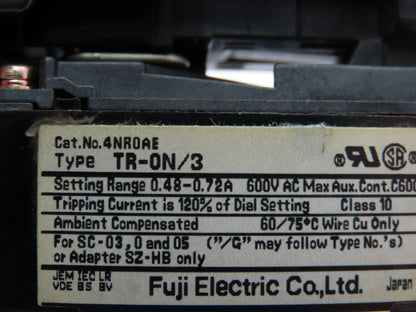 Cat.No.4NR0AE
Type TR-0N/3
Setting Range 0.48-0.72A 600V AC Max Aux.Cont.C600
Tripping Current is 120% of Dial Setting Class 10
Ambient Compensated 60/75°C Wire Cu Only
For SC-03,0 and 05 ("/G" may follow Type No.'s)
or Adapter SZ-HB only
JEM IEC LR
VDE BS BV
Fuji Electric Co.,Ltd. Japan